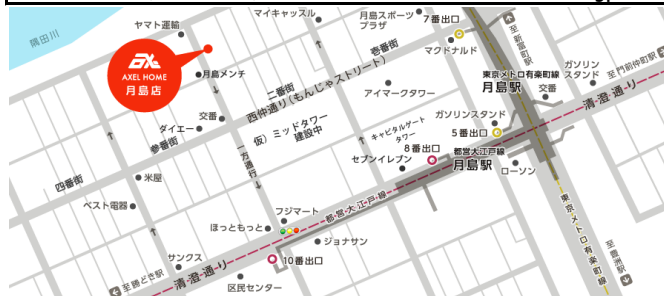 隅田川
ヤマト運輸
マイキャッスル
月島スポーツ
プラザ
7番出口
マクドナルド
至新富町駅
交番
ガソリン
スタンド
至門前仲町駅
AXEL HOME
月島店
月島メンチ
壱番街
二番街
西仲通り(もんじゃストリート)
東京メトロ有楽町線
月島駅
アイマークタワー
ガソリンスタンド
清澄通り
交番
ダイエー
参番街
仮)ミッドタワー
建設中
キャピタルゲート
タワー
5番出口
8番出口
セブンイレブン
都営大江戸線
月島駅
ローソン
四番街
米屋
一方通行
ベスト電器
フジマート
都営大江戸線
ほっともっと
ジョナサン
サンクス
10番出口
至勝どき駅
清澄通り
区民センター
東京メトロ有楽町線
至豊洲駅